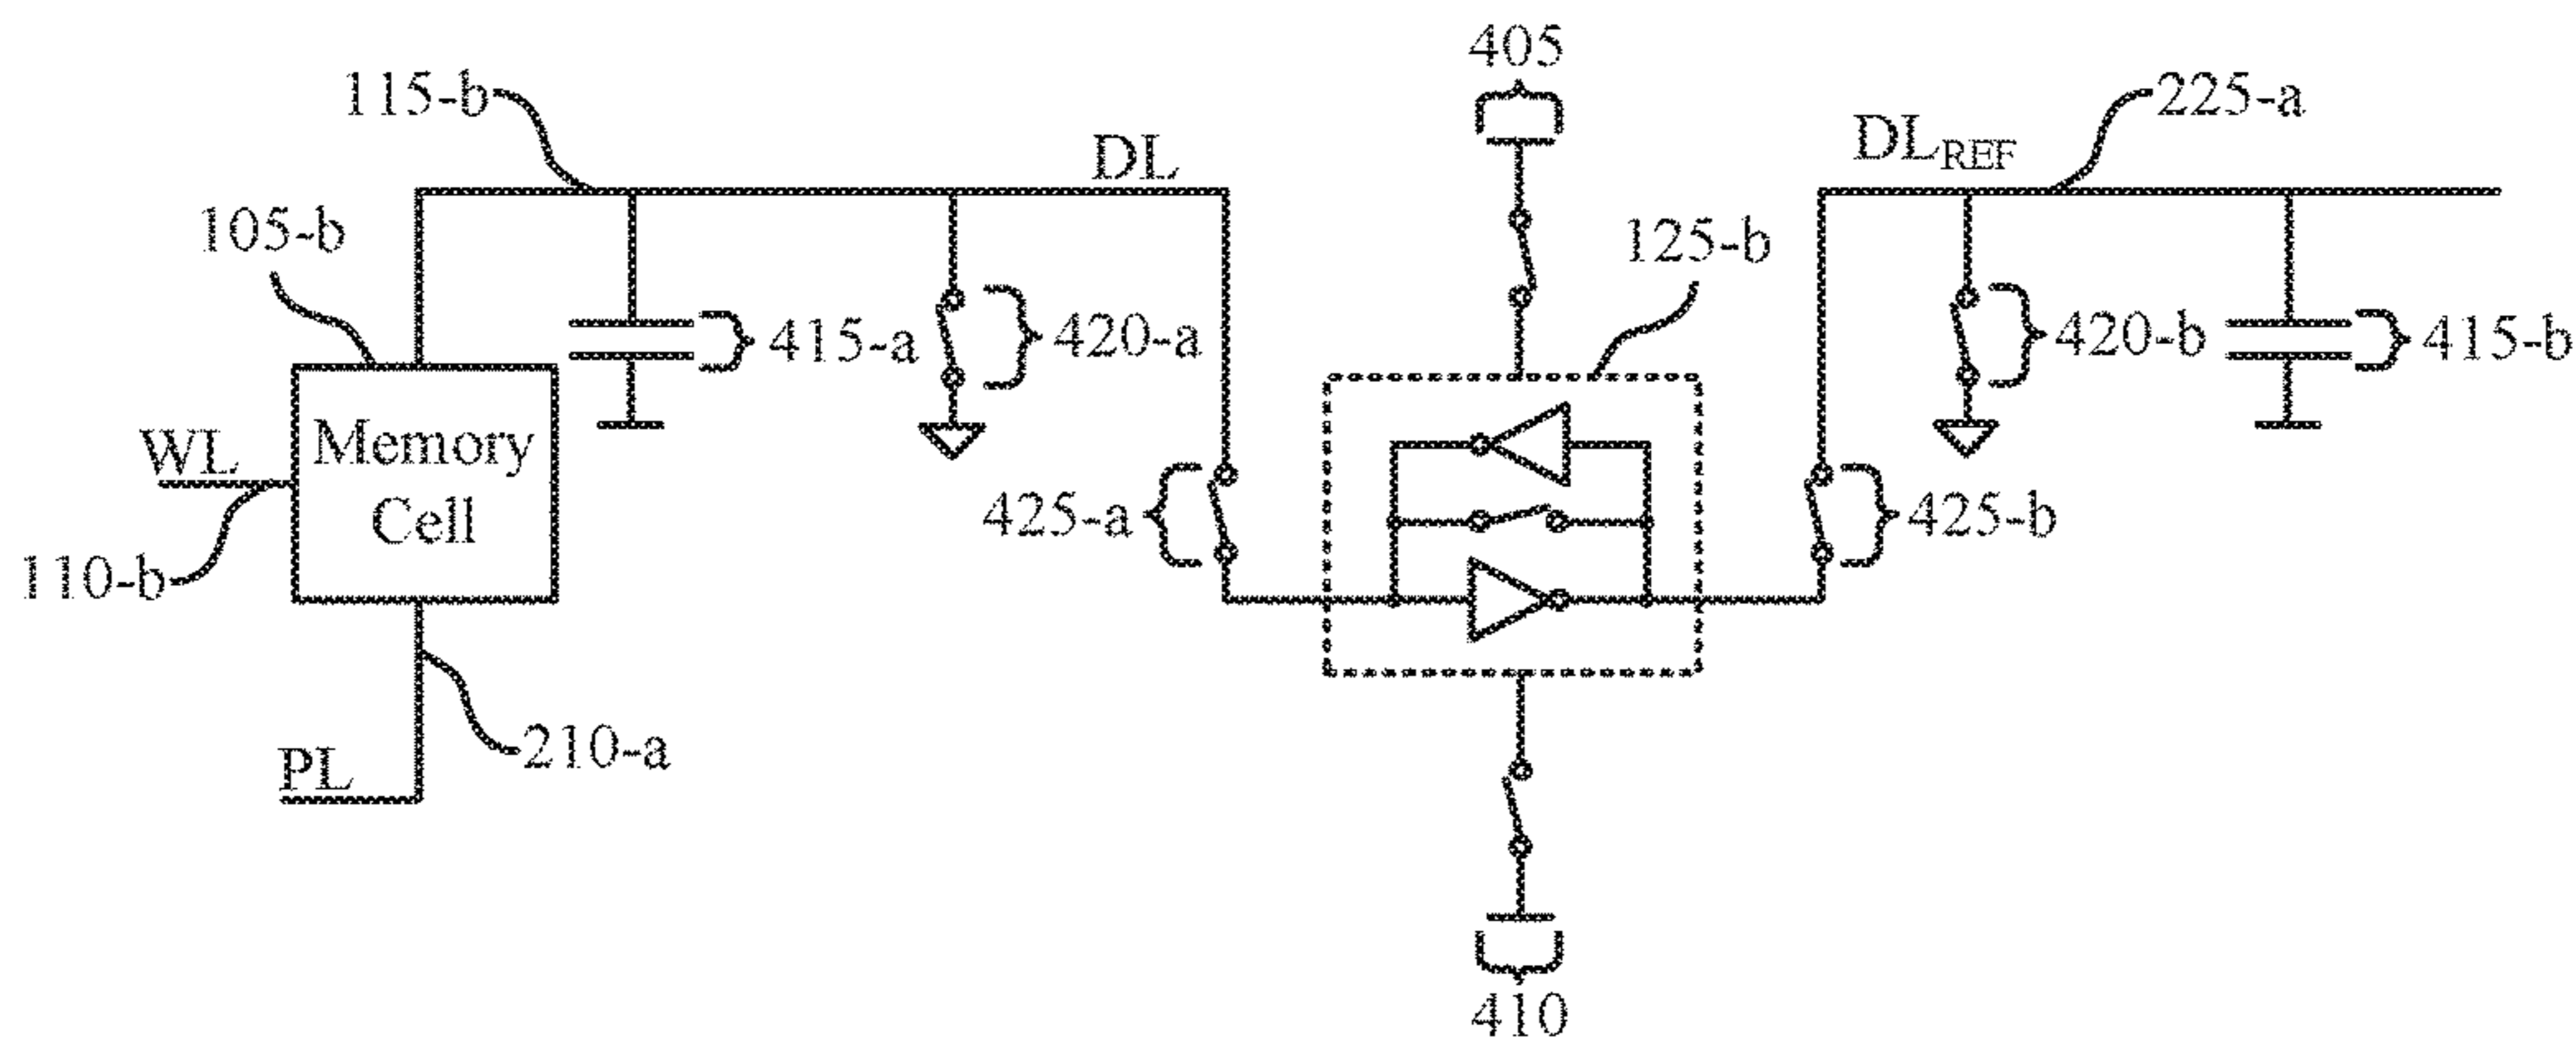 405
115-b
225-a
DL
DLREF
105-b
125-b
415-a
420-a
420-b
415-b
WL
Memory
Cell
425-a
425-b
110-b
210-a
PL
410